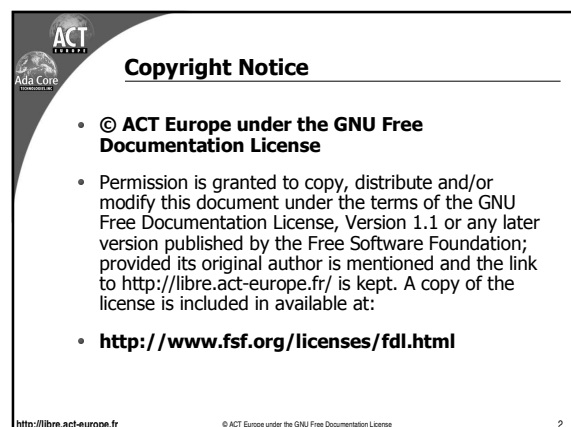 ACT
EUROPE
Ada Core
TECHNOLOGIES, INC
Copyright Notice
• © ACT Europe under the GNU Free
Documentation License
• Permission is granted to copy, distribute and/or
modify this document under the terms of the GNU
Free Documentation License, Version 1.1 or any later
version published by the Free Software Foundation;
provided its original author is mentioned and the link
to http://libre.act-europe.fr/ is kept. A copy of the
license is included in available at:
• http://www.fsf.org/licenses/fdl.html
http://libre.act-europe.fr
© ACT Europe under the GNU Free Documentation License
2